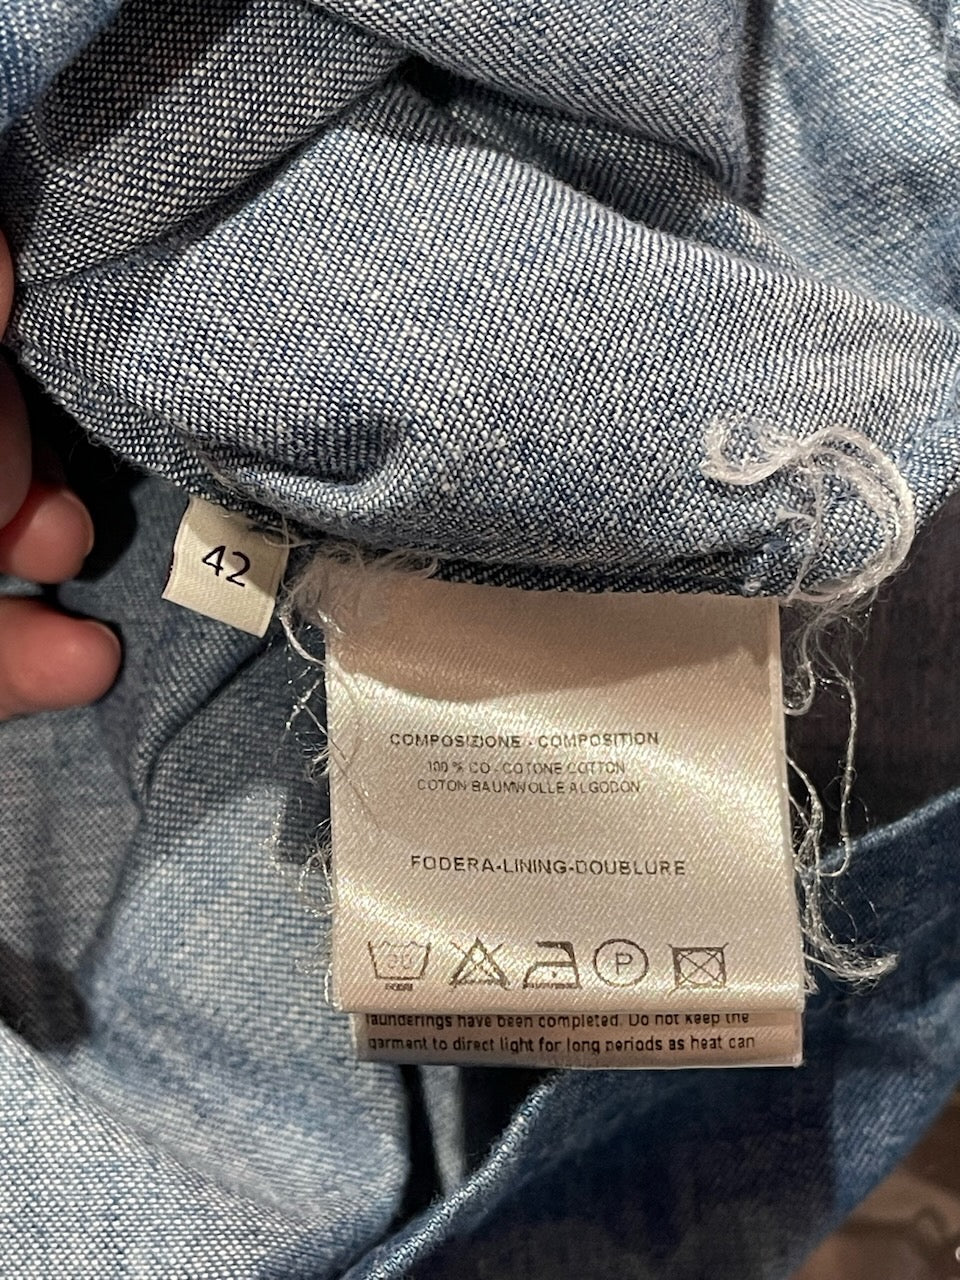 42
COMPOSIZIONE - COMPOSITION
100 % CO - COTONE COTTON
COTON BAUMWOLLE ALGODON
FODERA-LINING-DOUBLURE
30
P
launderings have been completed. Do not keep the
garment to direct light for long periods as heat can